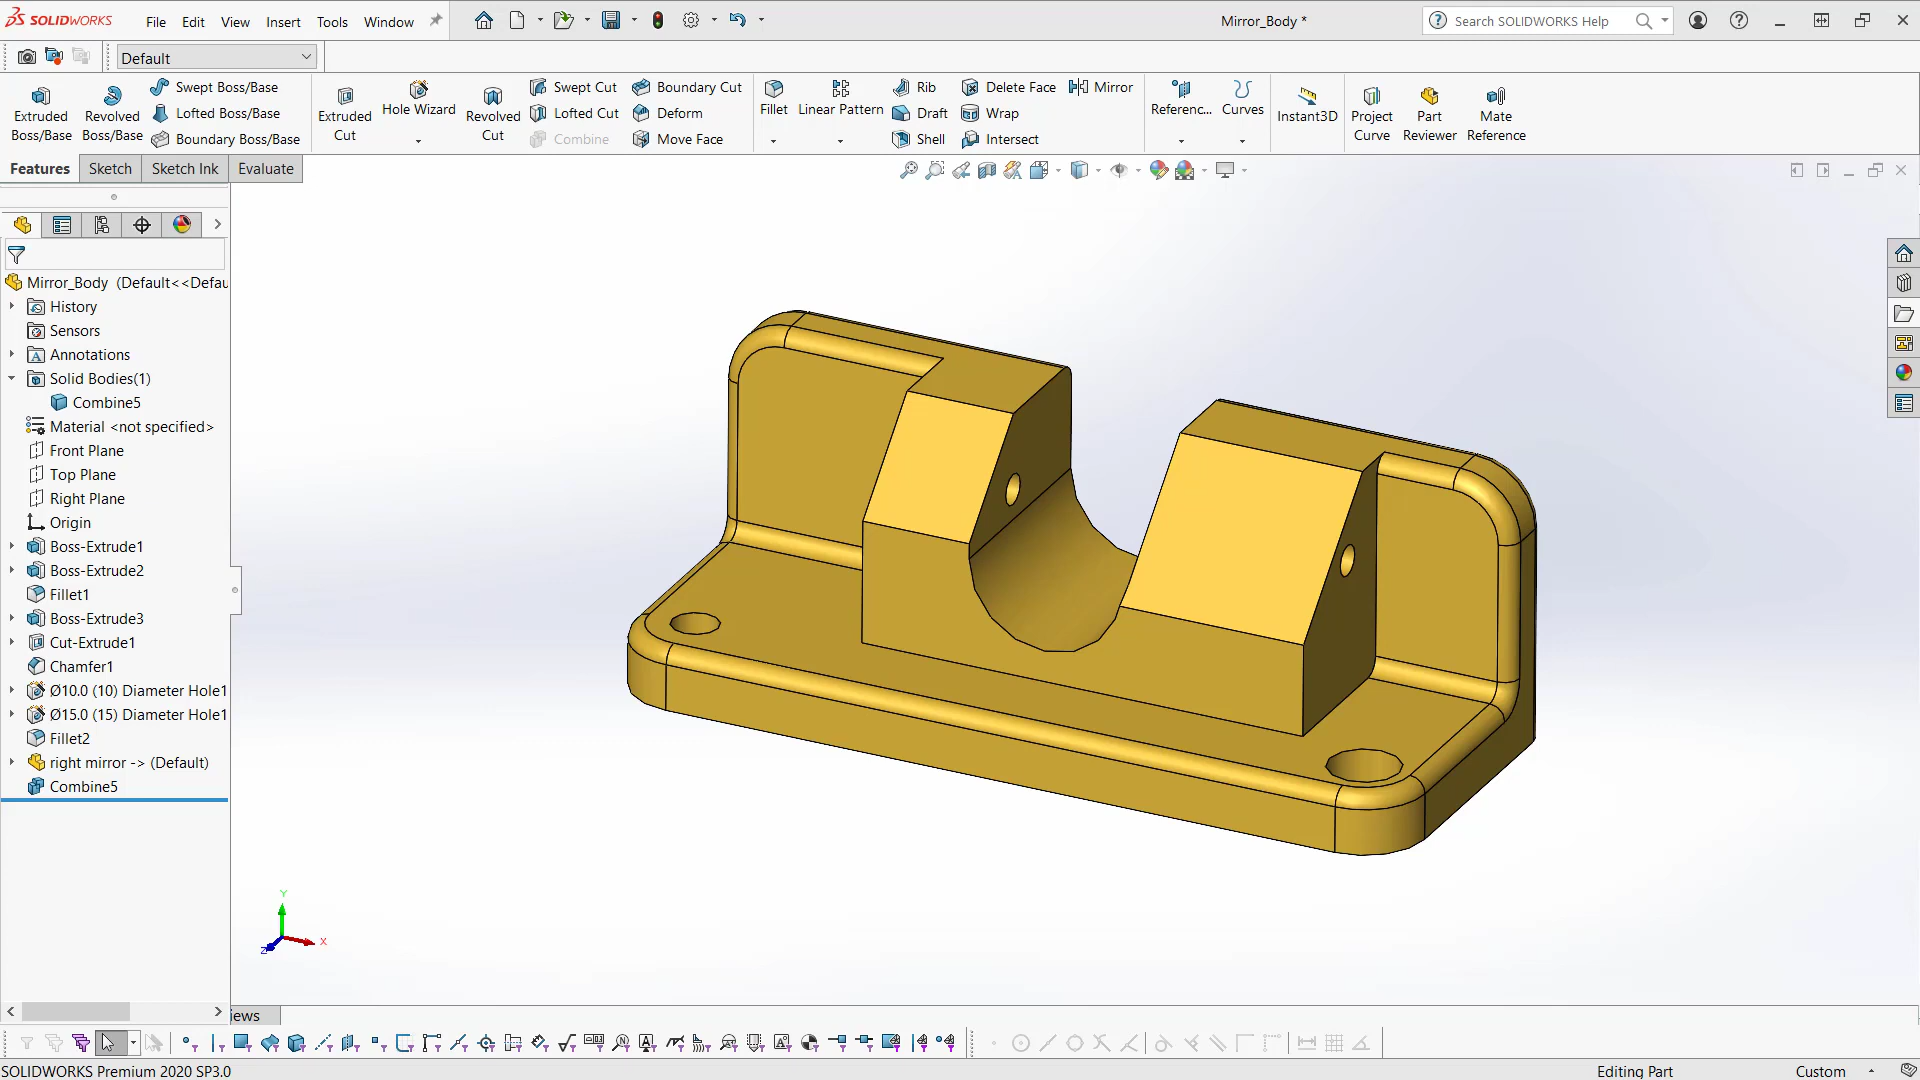 SOLIDWORKS File Edit View Insert Tools Window Mirror_Body * Search SOLIDWORKS Help
Default
Extruded Boss/Base
Revolved Boss/Base
Swept Boss/Base
Lofted Boss/Base
Boundary Boss/Base
Extruded Cut
Hole Wizard
Revolved Cut
Swept Cut
Lofted Cut
Combine
Boundary Cut
Deform
Move Face
Fillet
Linear Pattern
Rib
Draft
Shell
Delete Face
Wrap
Intersect
Mirror
Referenc...
Curves
Instant3D
Project Curve
Part Reviewer
Mate Reference
Features Sketch Sketch Ink Evaluate
Mirror_Body (Default<<Defau
History
Sensors
Annotations
Solid Bodies(1)
Combine5
Material <not specified>
Front Plane
Top Plane
Right Plane
Origin
Boss-Extrude1
Boss-Extrude2
Fillet1
Boss-Extrude3
Cut-Extrude1
Chamfer1
Ø10.0 (10) Diameter Hole1
Ø15.0 (15) Diameter Hole1
Fillet2
right mirror -> (Default)
Combine5
Y
X
Z
iews
SOLIDWORKS Premium 2020 SP3.0 Editing Part Custom